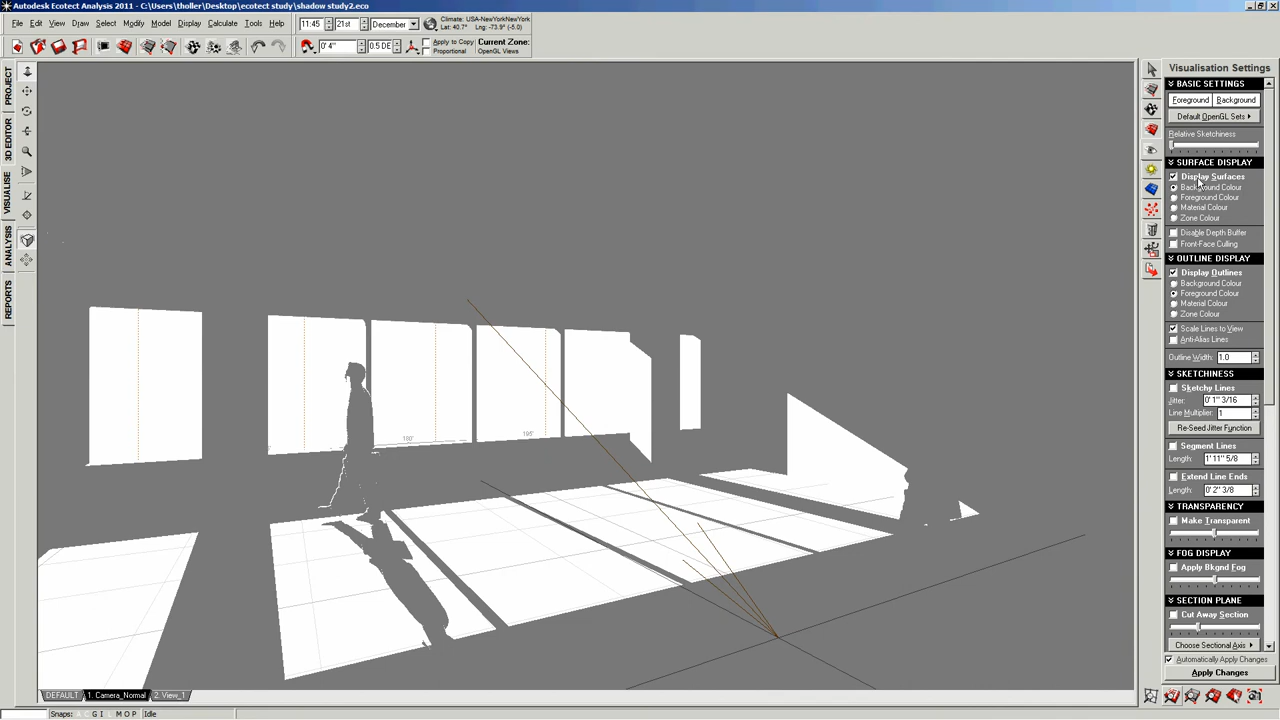 Autodesk Ecotect Analysis 2011 - C:\Users\tholler\Desktop\ecotect study\shadow study2.eco
File Edit View Draw Select Modify Model Display Calculate Tools Help
11:45 21st December
Climate: USA-NewYorkNewYork
Lat: 40.7° Lng: -73.9° (-5.0)
0' 4" 0.5 DE
Apply to Copy
Proportional
Current Zone:
OpenGL Views
PROJECT
3D EDITOR
VISUALISE
ANALYSIS
REPORTS
180°
195°
Visualisation Settings
BASIC SETTINGS
Foreground Background
Default OpenGL Sets
Relative Sketchiness
SURFACE DISPLAY
Display Surfaces
Background Colour
Foreground Colour
Material Colour
Zone Colour
Disable Depth Buffer
Front-Face Culling
OUTLINE DISPLAY
Display Outlines
Background Colour
Foreground Colour
Material Colour
Zone Colour
Scale Lines to View
Anti-Alias Lines
Outline Width: 1.0
SKETCHINESS
Sketchy Lines
Jitter: 0' 1" 3/16
Line Multiplier: 1
Re-Seed Jitter Function
Segment Lines
Length: 1' 11" 5/8
Extend Line Ends
Length: 0' 2" 3/8
TRANSPARENCY
Make Transparent
FOG DISPLAY
Apply Bkgnd Fog
SECTION PLANE
Cut Away Section
Choose Sectional Axis
Automatically Apply Changes
Apply Changes
DEFAULT 1. Camera_Normal 2. View_1
Snaps: A C G I L M O P Idle